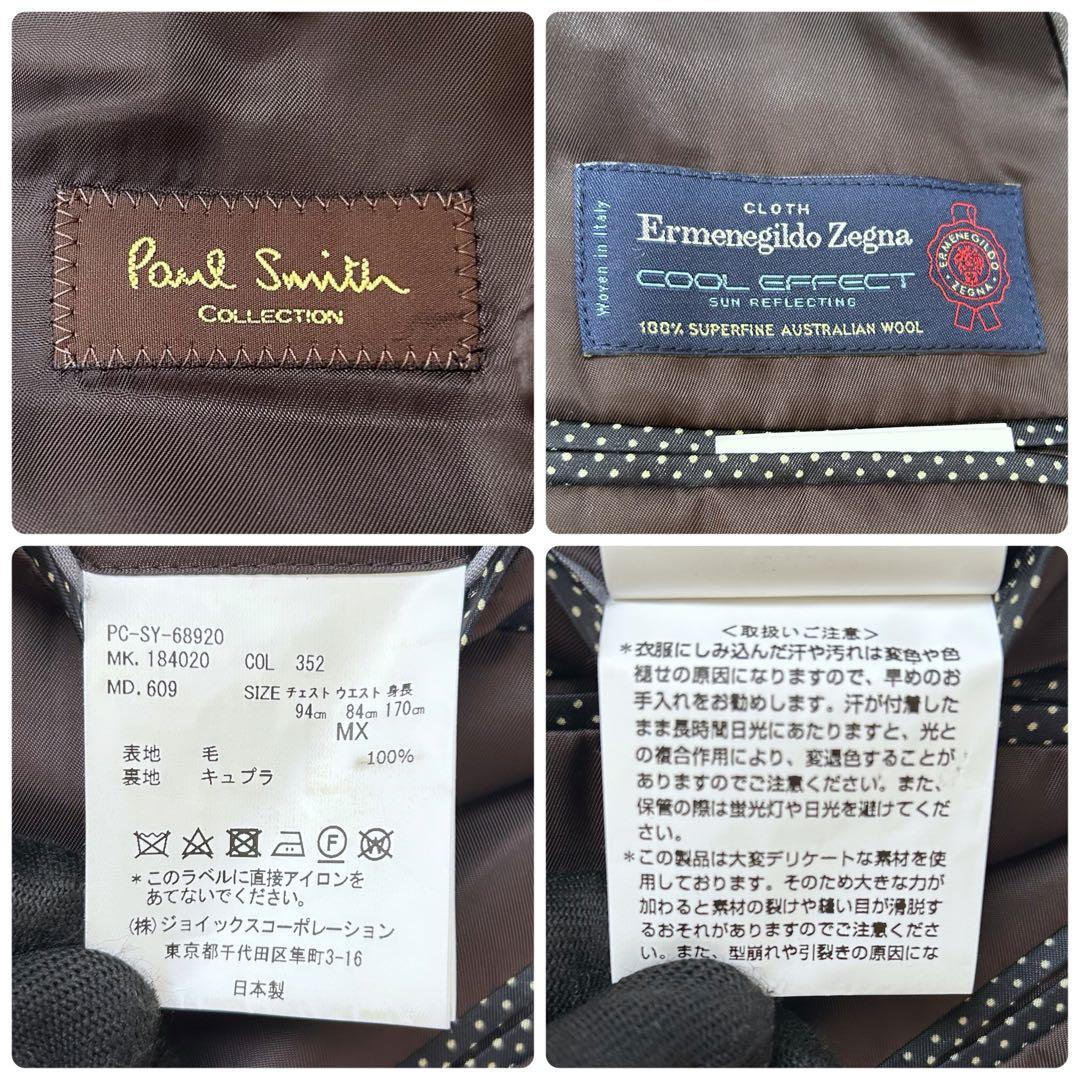 Paul Smith
COLLECTION
Woven in Italy
CLOTH
Ermenegildo Zegna
COOL EFFECT
SUN REFLECTING
100% SUPERFINE AUSTRALIAN WOOL
ERMENEGILDO
ZEGNA
PC-SY-68920
MK. 184020 COL 352
MD. 609 SIZE チェスト ウエスト 身長
94cm 84cm 170cm
MX
表地 毛 100%
裏地 キュプラ
F W
*このラベルに直接アイロンを
あてないでください。
(株)ジョイックスコーポレーション
東京都千代田区隼町3-16
日本製
<取扱いご注意>
*衣服にしみ込んだ汗や汚れは変色や色
褪せの原因になりますので、早めのお
手入れをお勧めします。汗が付着した
まま長時間日光にあたりますと、光と
の複合作用により、変退色することが
ありますのでご注意ください。また、
保管の際は蛍光灯や日光を避けてくだ
さい。
*この製品は大変デリケートな素材を使
用しております。そのため大きな力が
加わると素材の裂けや縫い目が滑脱す
るおそれがありますのでご注意くださ
い。また、型崩れや引裂きの原因にな